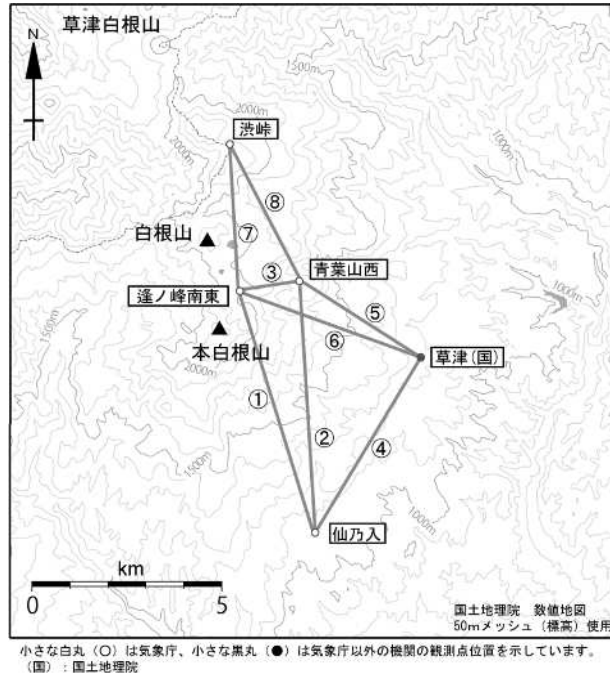 草津白根山
N
1500m
2000m
渋峠
2000m
⑧
白根山
⑦
青葉山西
③
1000m
逢ノ峰南東
⑤
1500m
⑥
本白根山
草津(国)
2000m
①
②
④
1500m
1000m
1000m
仙乃入
km
0 5
国土地理院 数値地図
50mメッシュ(標高)使用
小さな白丸(○)は気象庁、小さな黒丸(●)は気象庁以外の機関の観測点位置を示しています。
(国):国土地理院